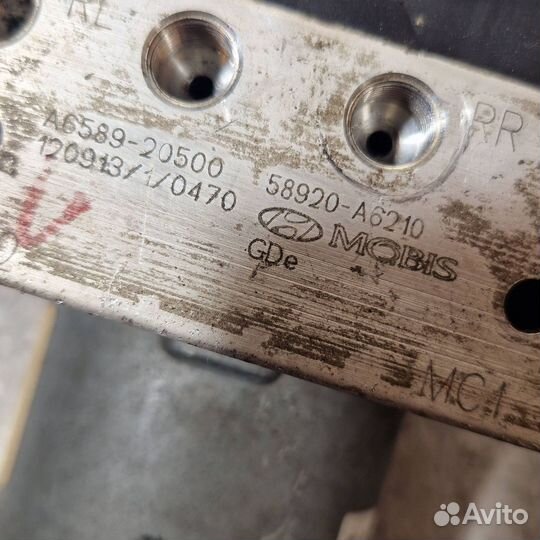 RL
RR
A6589-20500
120913/1/0470
58920-A6210
MOBIS
GDe
MC1
Avito